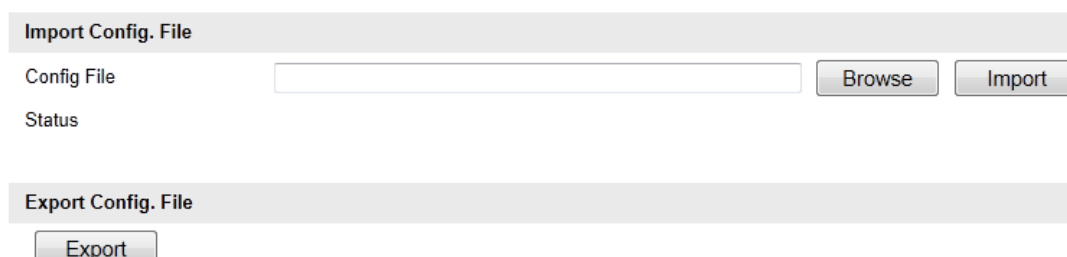 Import Config. File
Config File Browse Import
Status
Export Config. File
Export